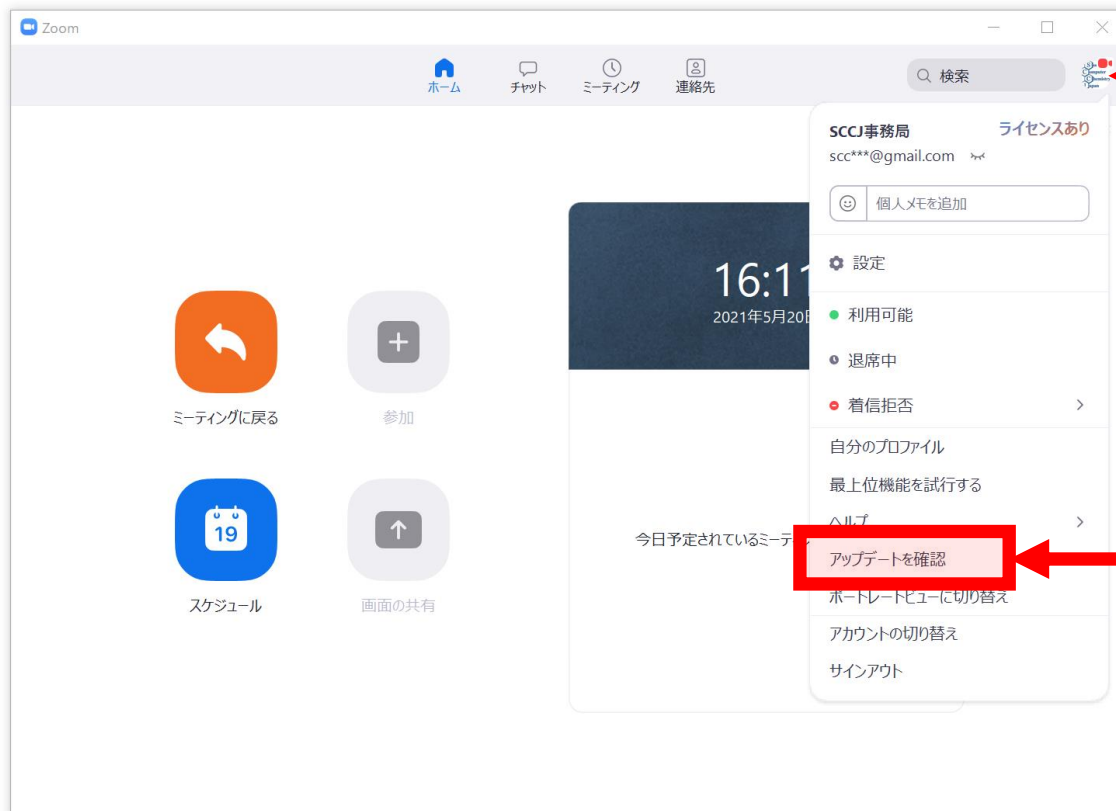 Zoom
ホーム
チャット
ミーティング
連絡先
検索
SCCJ事務局
ライセンスあり
scc***@gmail.com
個人メモを追加
設定
16:11
2021年5月20日
利用可能
退席中
着信拒否
ミーティングに戻る
参加
自分のプロファイル
最上位機能を試行する
ヘルプ
19
今日予定されているミーテ
アップデートを確認
スケジュール
画面の共有
ポートレートビューに切り替え
アカウントの切り替え
サインアウト